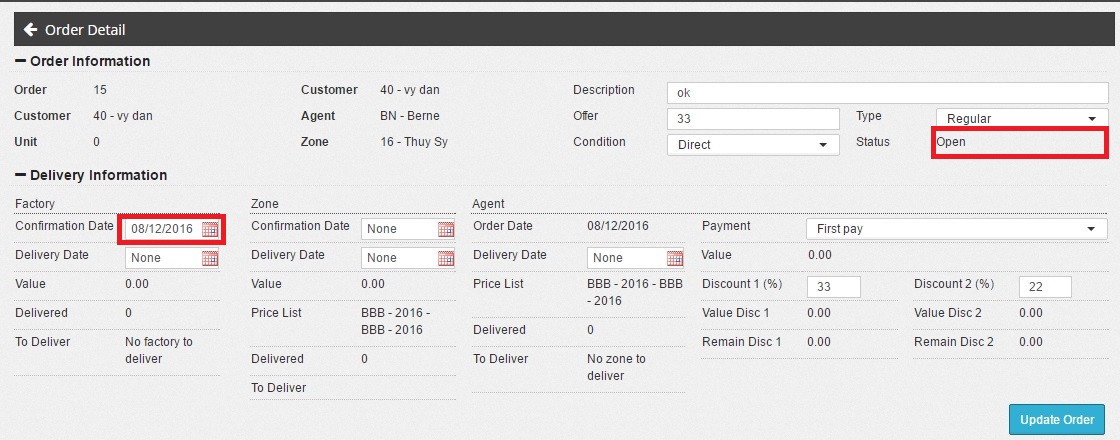 Order Detail
Order Information
Order 15 Customer 40 - vy dan Description ok
Customer 40 - vy dan Agent BN - Berne Offer 33 Type Regular
Unit 0 Zone 16 - Thuy Sy Condition Direct Status Open
Delivery Information
Factory Zone Agent
Confirmation Date 08/12/2016 Confirmation Date None Order Date 08/12/2016 Payment First pay
Delivery Date None Delivery Date None Delivery Date None Value 0.00
Value 0.00 Value 0.00 Price List BBB - 2016 - BBB - 2016 Discount 1 (%) 33 Discount 2 (%) 22
Delivered 0 Price List BBB - 2016 - BBB - 2016 Delivered 0 Value Disc 1 0.00 Value Disc 2 0.00
To Deliver No factory to deliver Delivered 0 To Deliver No zone to deliver Remain Disc 1 0.00 Remain Disc 2 0.00
To Deliver
Update Order